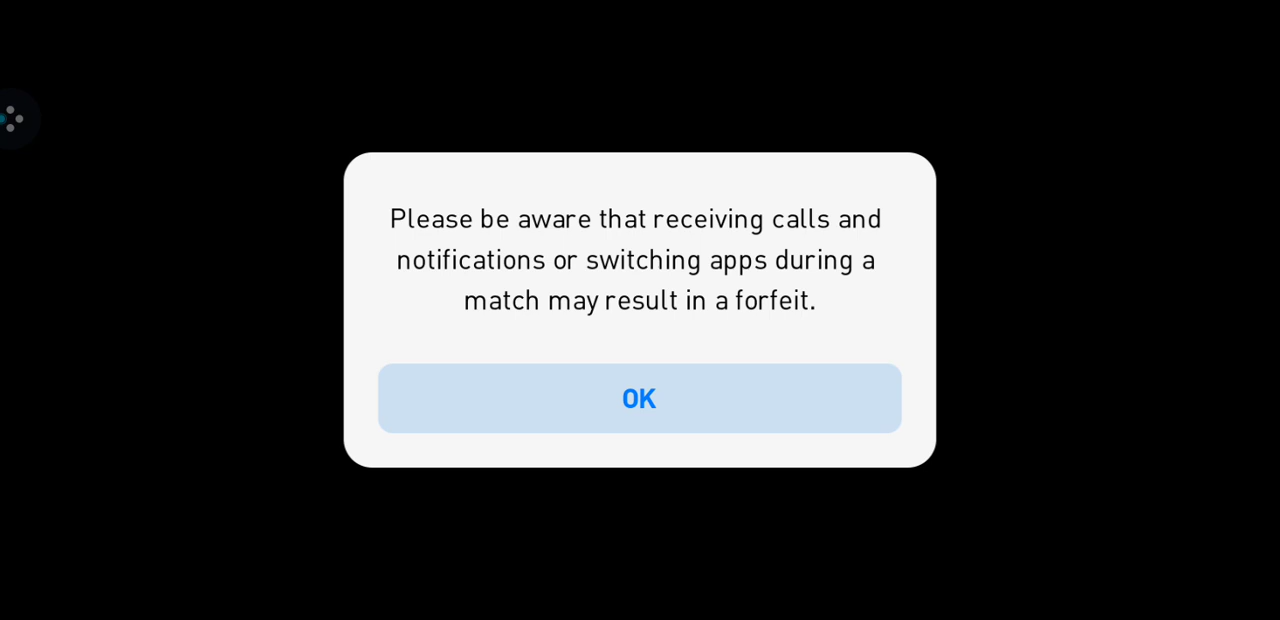 Please be aware that receiving calls and
notifications or switching apps during a
match may result in a forfeit.
OK